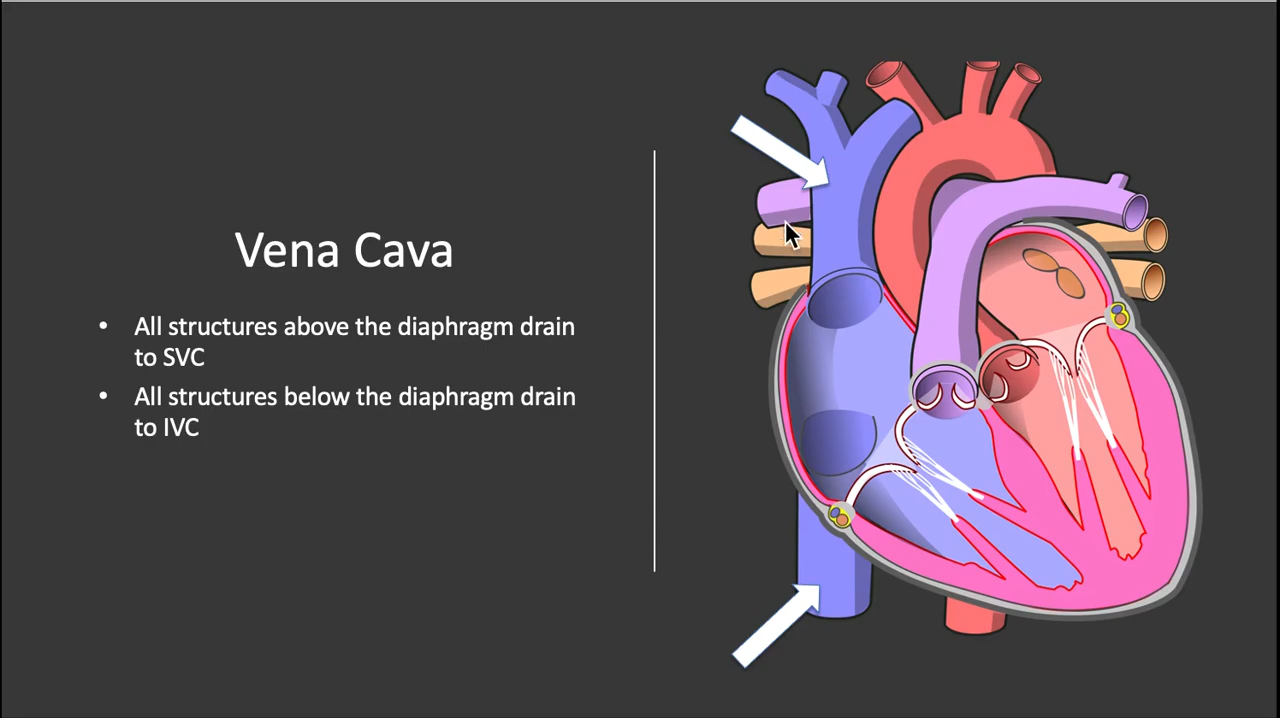 Vena Cava
• All structures above the diaphragm drain
to SVC
• All structures below the diaphragm drain
to IVC